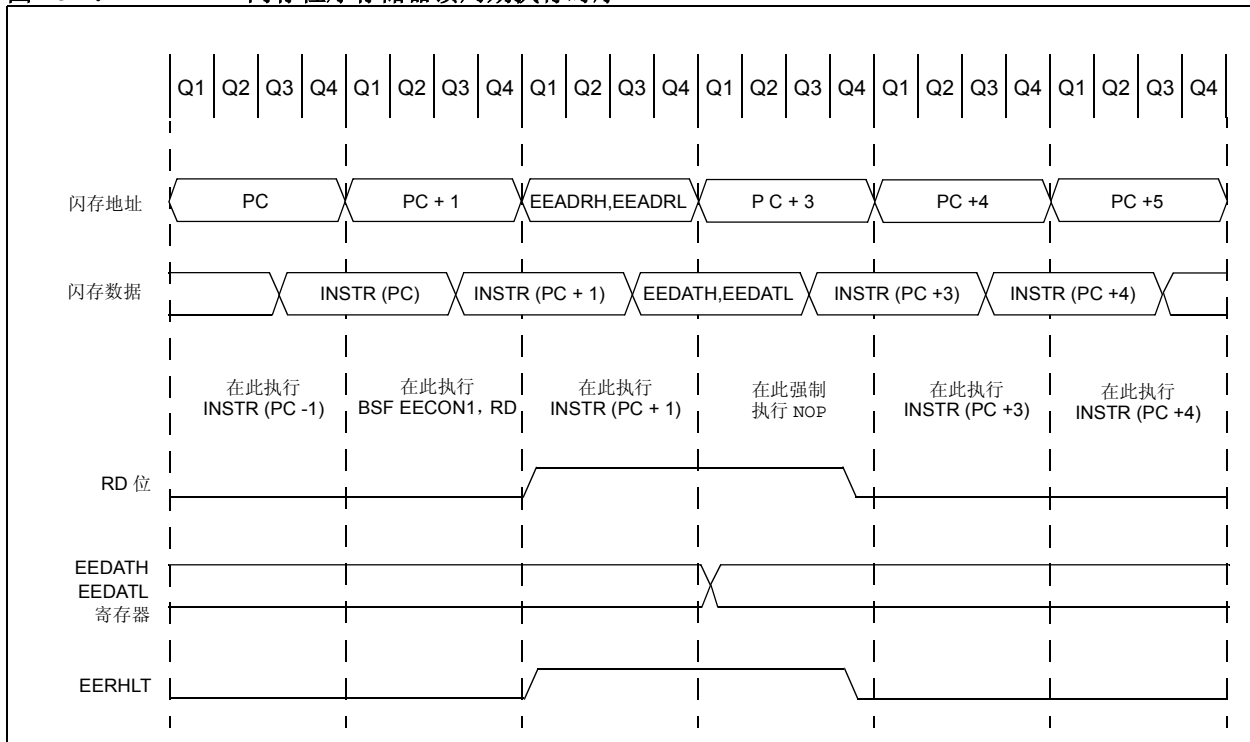 Q1 Q2 Q3 Q4 Q1 Q2 Q3 Q4 Q1 Q2 Q3 Q4 Q1 Q2 Q3 Q4 Q1 Q2 Q3 Q4 Q1 Q2 Q3 Q4
闪存地址 PC PC + 1 EEADRH,EEADRL P C + 3 PC +4 PC +5
闪存数据 INSTR (PC) INSTR (PC + 1) EEDATH,EEDATL INSTR (PC +3) INSTR (PC +4)
在此执行 在此执行 在此执行 在此强制 在此执行 在此执行
INSTR (PC -1) BSF EECON1，RD INSTR (PC + 1) 执行 NOP INSTR (PC +3) INSTR (PC +4)
RD 位
EEDATH
EEDATL
寄存器
EERHLT